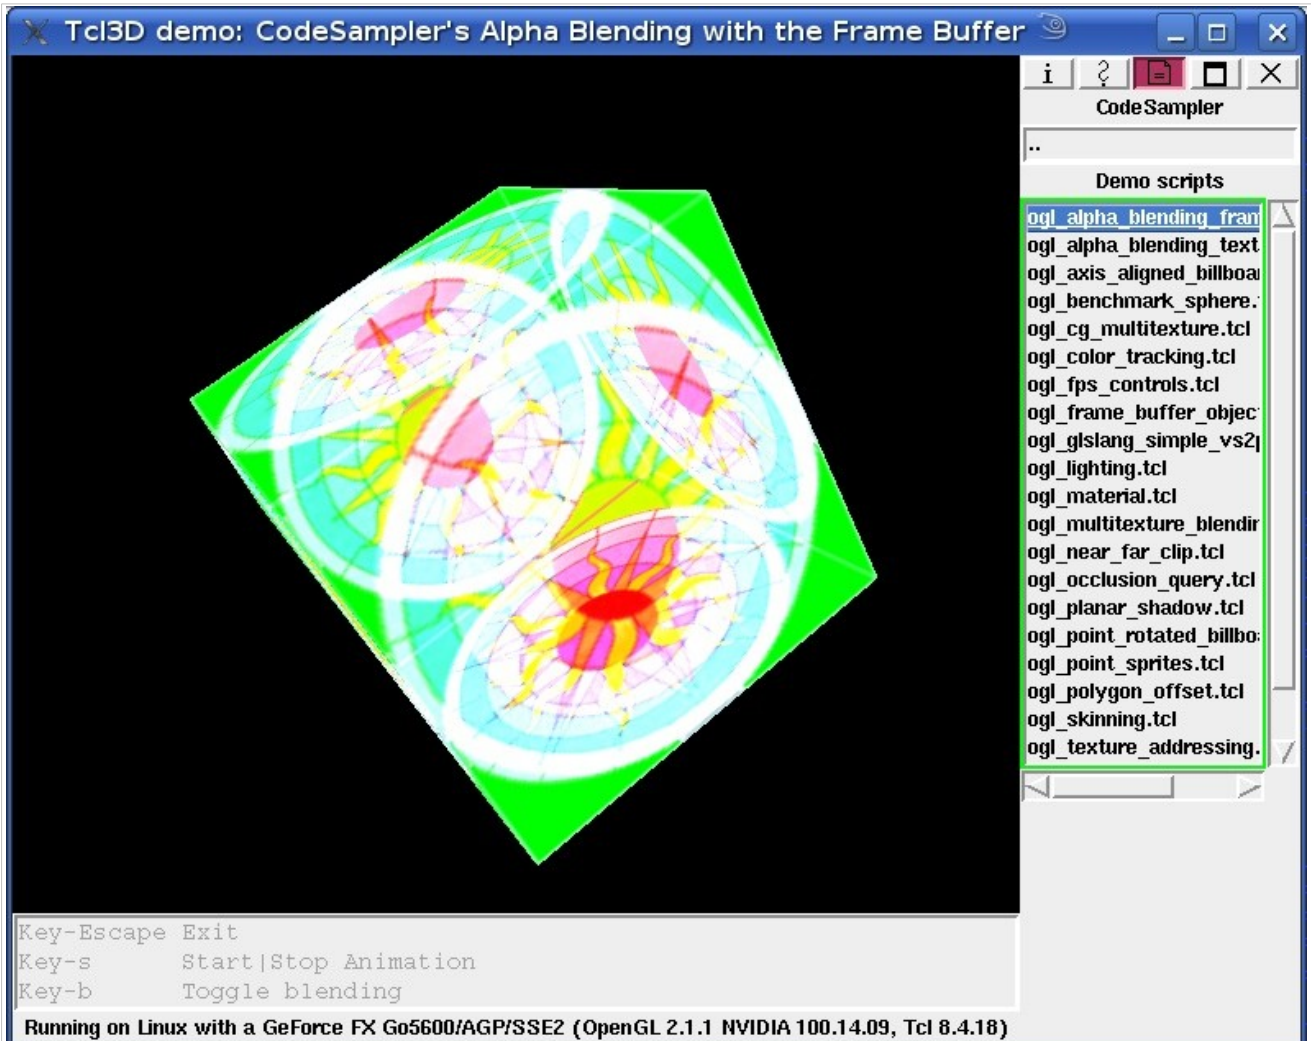 Tcl3D demo: CodeSampler's Alpha Blending with the Frame Buffer
i ?
CodeSampler
..
Demo scripts
ogl_alpha_blending_fram
ogl_alpha_blending_text
ogl_axis_aligned_billboa
ogl_benchmark_sphere.
ogl_cg_multitexture.tcl
ogl_color_tracking.tcl
ogl_fps_controls.tcl
ogl_frame_buffer_objec
ogl_glslang_simple_vs2
ogl_lighting.tcl
ogl_material.tcl
ogl_multitexture_blendin
ogl_near_far_clip.tcl
ogl_occlusion_query.tcl
ogl_planar_shadow.tcl
ogl_point_rotated_billbo
ogl_point_sprites.tcl
ogl_polygon_offset.tcl
ogl_skinning.tcl
ogl_texture_addressing.
Key-Escape Exit
Key-s Start|Stop Animation
Key-b Toggle blending
Running on Linux with a GeForce FX Go5600/AGP/SSE2 (OpenGL 2.1.1 NVIDIA 100.14.09, Tcl 8.4.18)